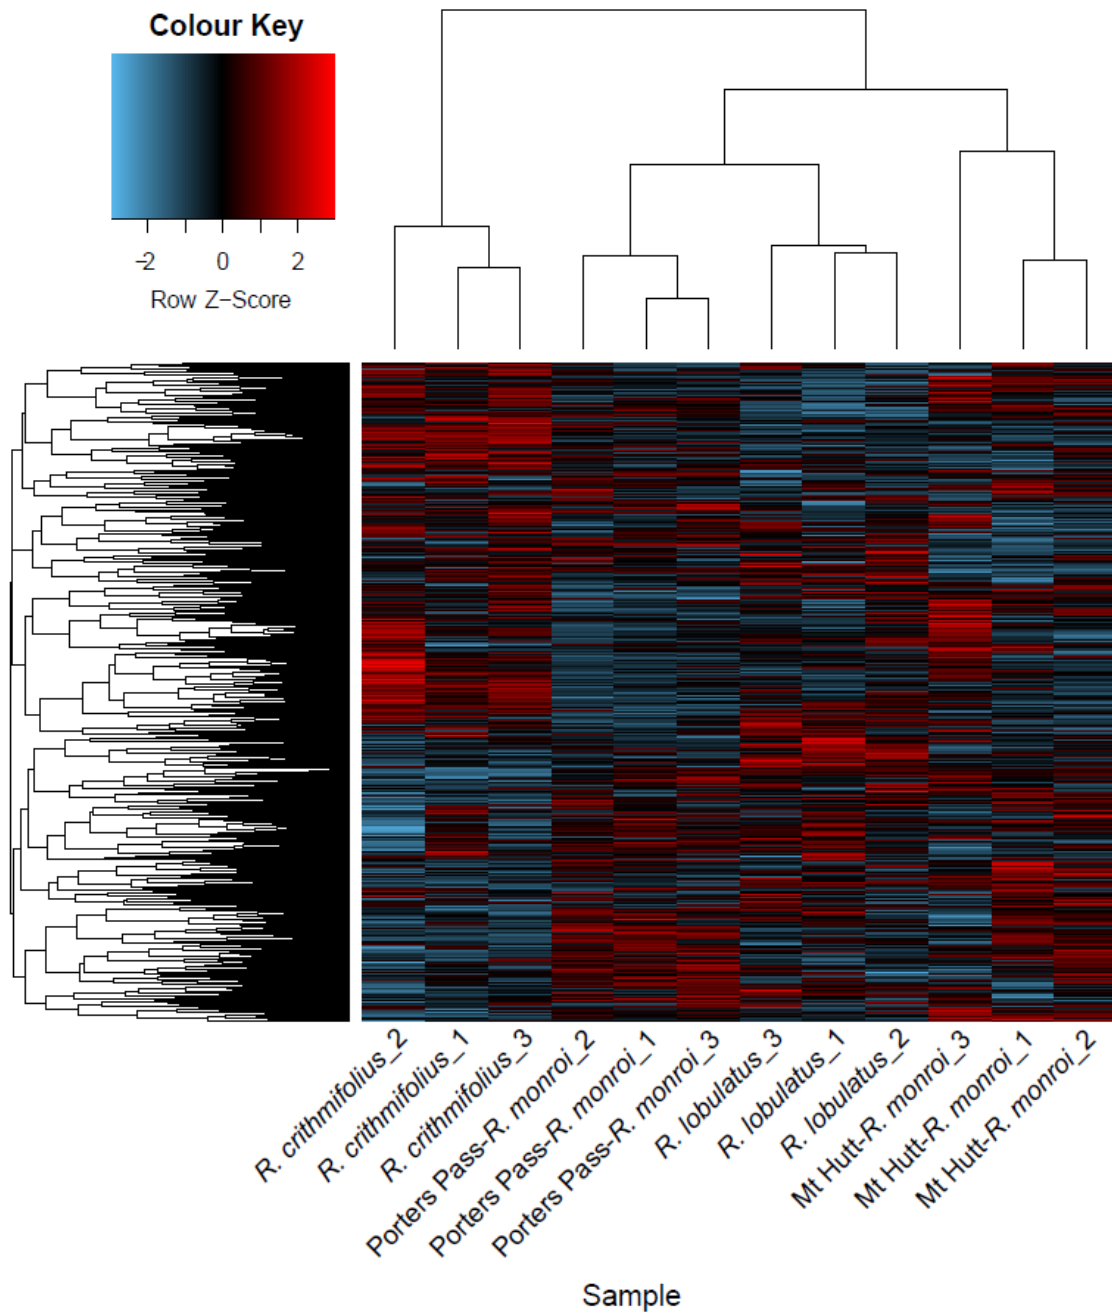 Colour Key
−2 0 2
Row Z−Score
R. crithmifolius_2
R. crithmifolius_1
R. crithmifolius_3
Porters Pass-R. monroi_2
Porters Pass-R. monroi_1
Porters Pass-R. monroi_3
R. lobulatus_3
R. lobulatus_1
R. lobulatus_2
Mt Hutt-R. monroi_3
Mt Hutt-R. monroi_1
Mt Hutt-R. monroi_2
Sample